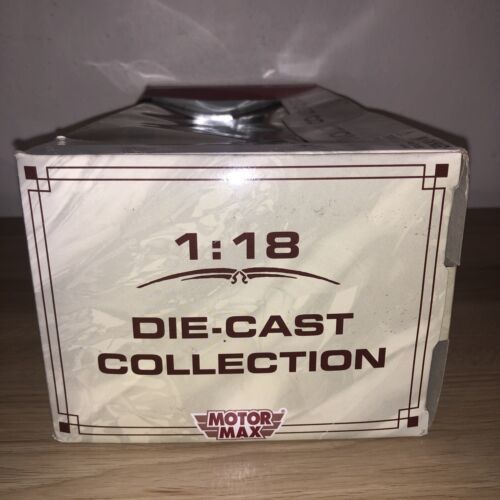 1:18
DIE-CAST
COLLECTION
MOTOR
MAX
®